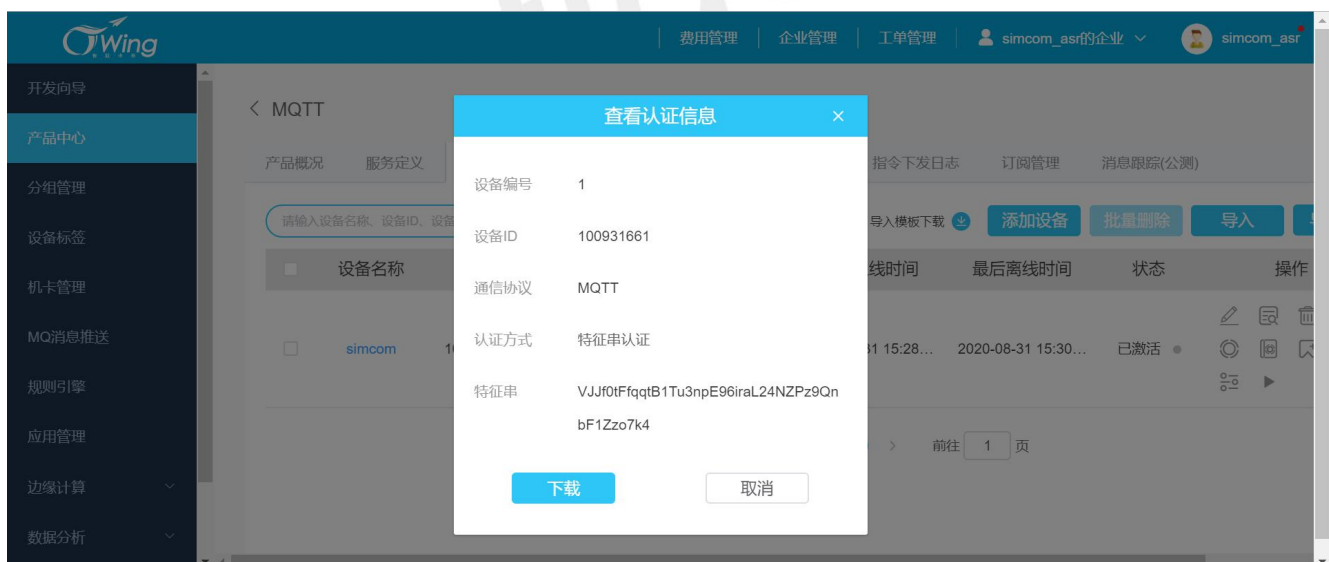 CTWing
费用管理 企业管理 工单管理 simcom_asr的企业 simcom_asr
开发向导
产品中心
分组管理
设备标签
机卡管理
MQ消息推送
规则引擎
应用管理
边缘计算
数据分析
MQTT
产品概况 服务定义 指令下发日志 订阅管理 消息跟踪(公测)
请输入设备名称、设备ID、设备
导入模板下载 添加设备 批量删除 导入
设备名称 线时间 最后离线时间 状态 操作
simcom 1 31 15:28... 2020-08-31 15:30... 已激活
前往 1 页
查看认证信息
设备编号 1
设备ID 100931661
通信协议 MQTT
认证方式 特征串认证
特征串 VJJf0tFfqqtB1Tu3npE96iraL24NZPz9Qn
bF1Zzo7k4
下载 取消